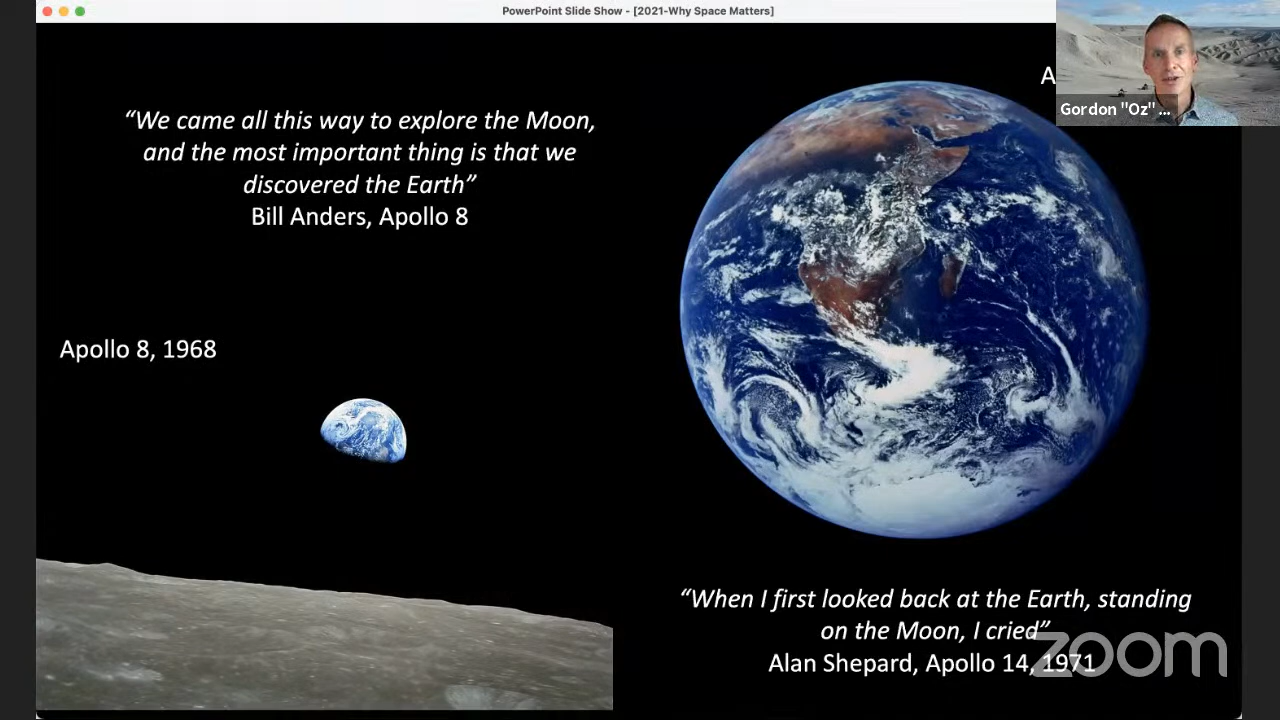 PowerPoint Slide Show - [2021-Why Space Matters]
“We came all this way to explore the Moon,
and the most important thing is that we
discovered the Earth”
Bill Anders, Apollo 8
Apollo 8, 1968
A
Gordon "Oz" ...
“When I first looked back at the Earth, standing
on the Moon, I cried”
Alan Shepard, Apollo 14, 1971
zoom